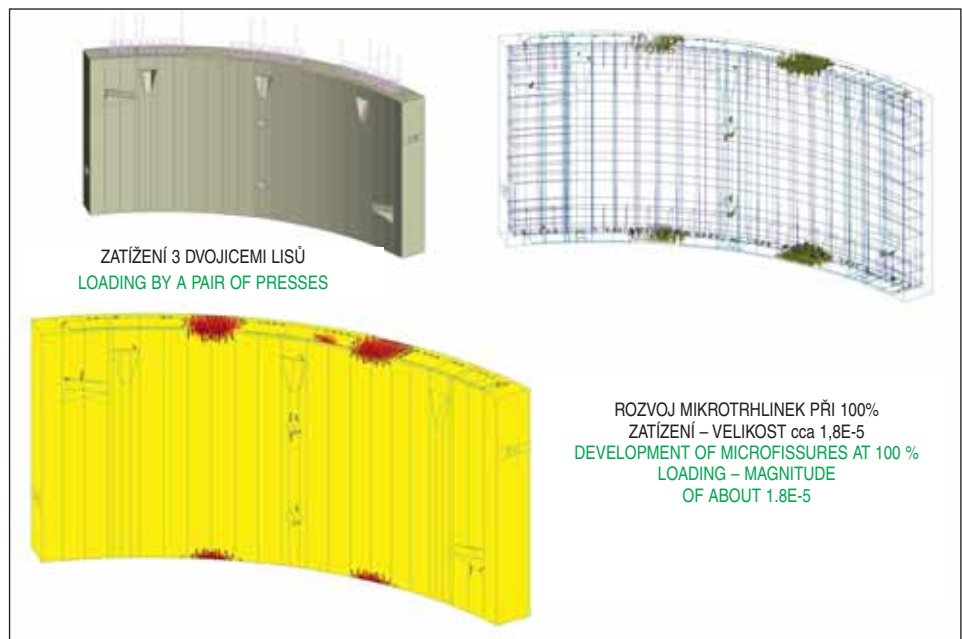 ZATÍŽENÍ 3 DVOJICEMI LISŮ
LOADING BY A PAIR OF PRESSES
ROZVOJ MIKROTRHLINEK PŘI 100%
ZATÍZENÍ – VELIKOST cca 1,8E-5
DEVELOPMENT OF MICROFISSURES AT 100 %
LOADING – MAGNITUDE
OF ABOUT 1.8E-5